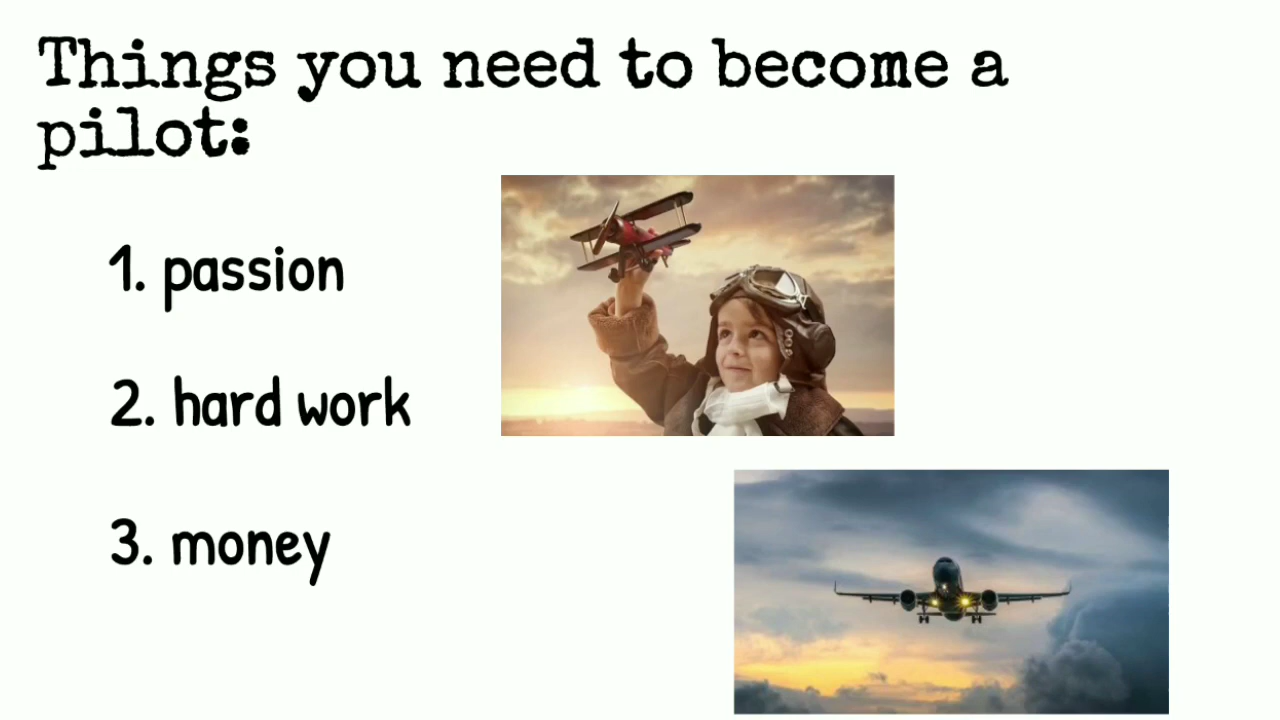 Things you need to become a
pilot:
1. passion
2. hard work
3. money